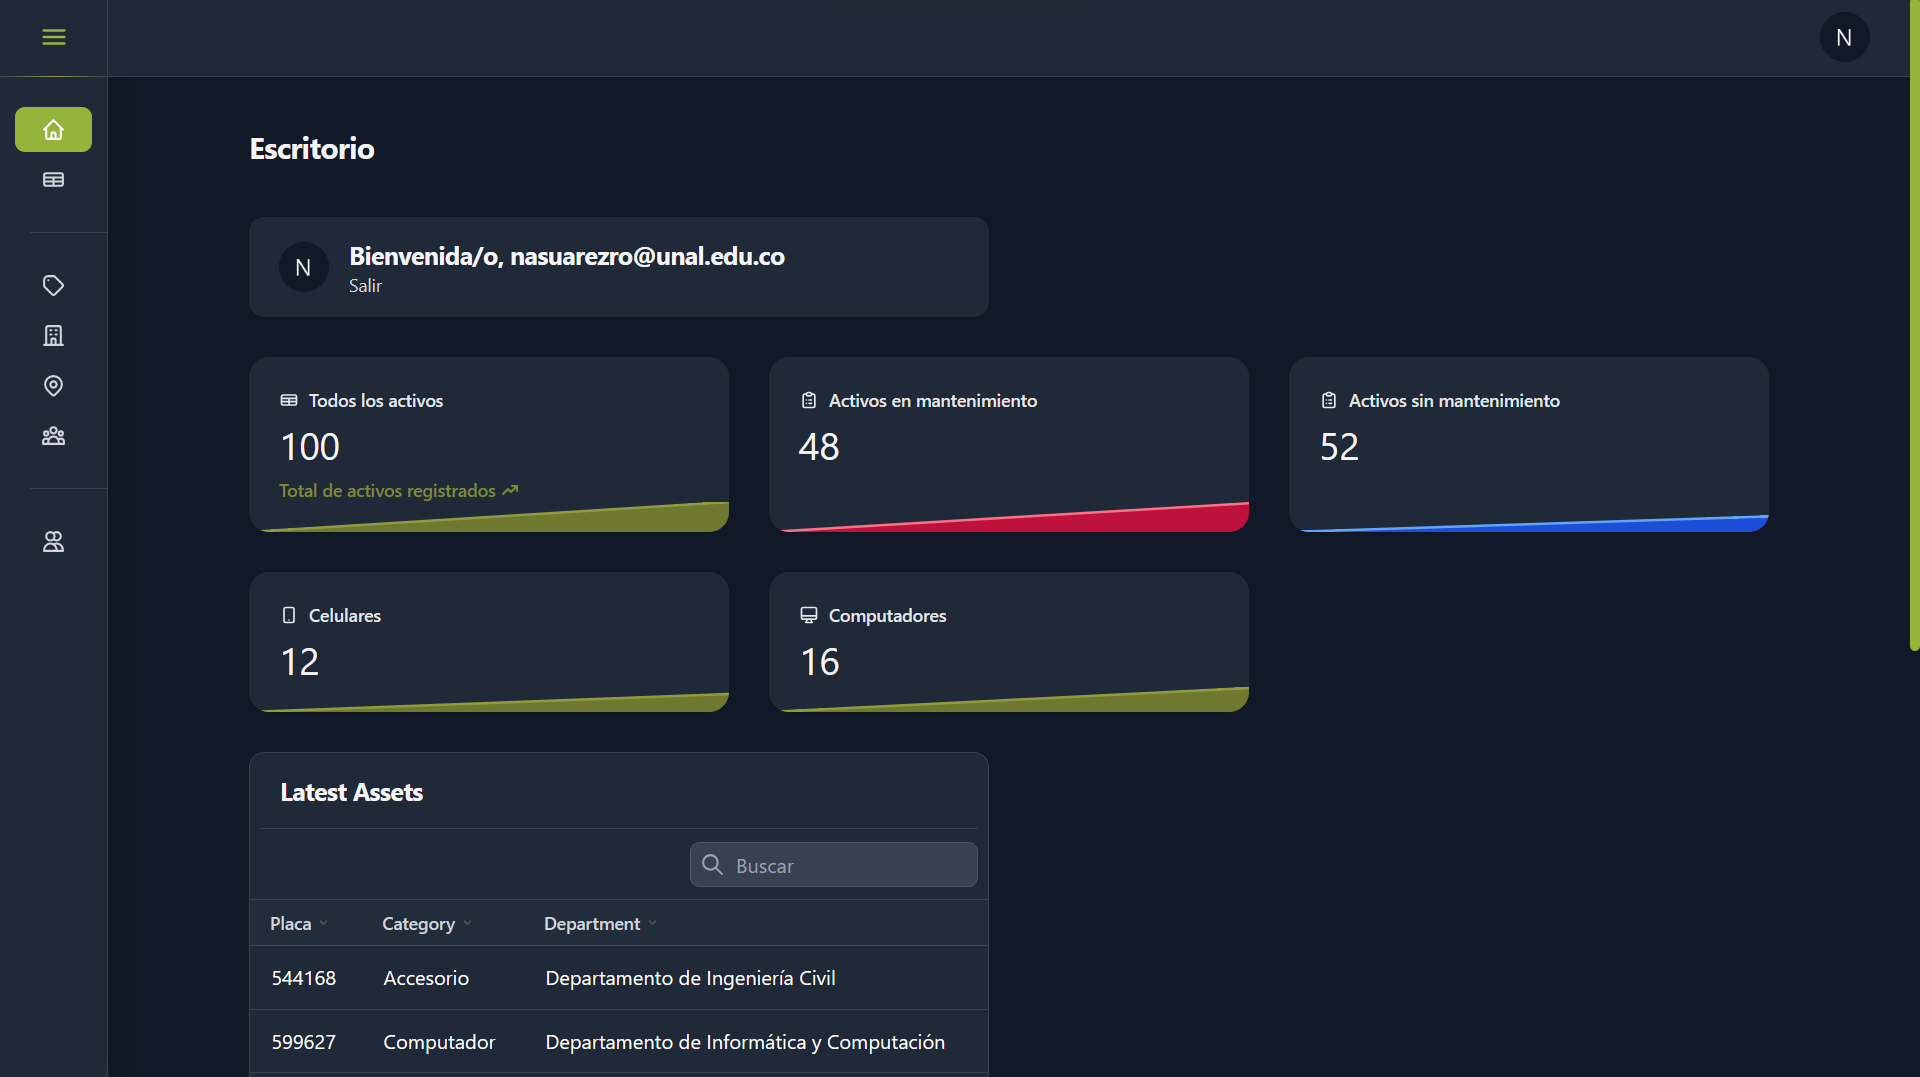 N
Escritorio
N
Bienvenida/o, nasuarezro@unal.edu.co
Salir
Todos los activos
100
Total de activos registrados
Activos en mantenimiento
48
Activos sin mantenimiento
52
Celulares
12
Computadores
16
Latest Assets
Buscar
Placa Category Department
544168 Accesorio Departamento de Ingeniería Civil
599627 Computador Departamento de Informática y Computación